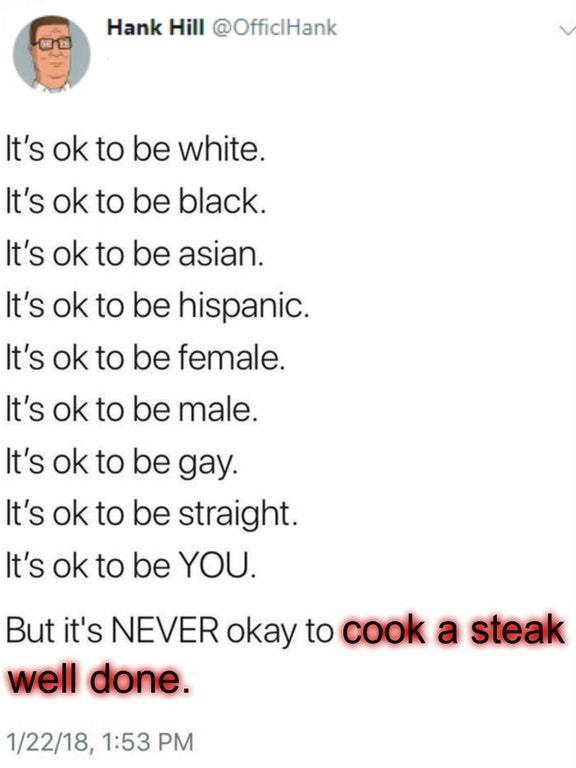 Hank Hill @OfficlHank
It's ok to be white.
It's ok to be black.
It's ok to be asian.
It's ok to be hispanic.
It's ok to be female.
It's ok to be male.
It's ok to be gay.
It's ok to be straight.
It's ok to be YOU.
But it's NEVER okay to cook a steak
well done.
1/22/18, 1:53 PM